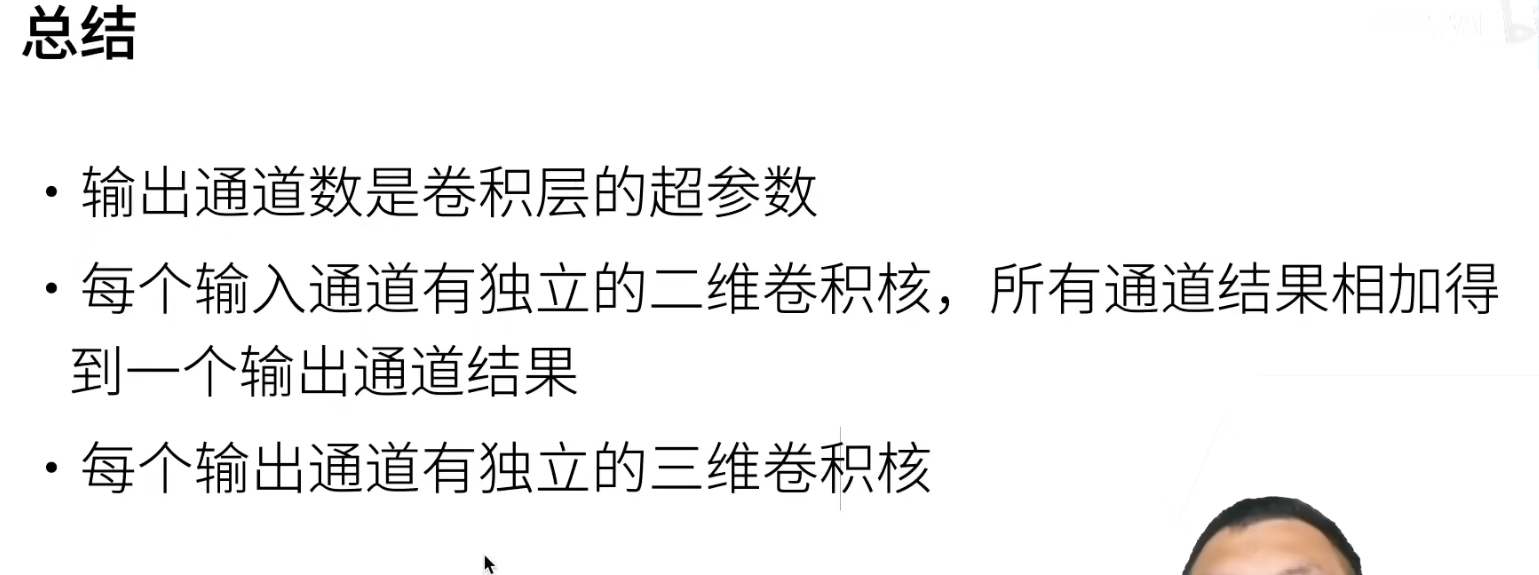 总结
• 输出通道数是卷积层的超参数
• 每个输入通道有独立的二维卷积核，所有通道结果相加得
到一个输出通道结果
• 每个输出通道有独立的三维卷积核